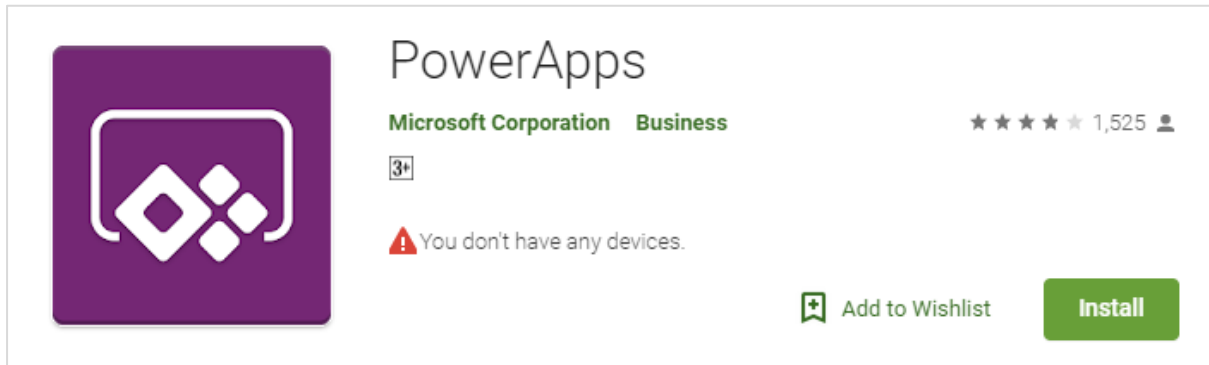 PowerApps
Microsoft Corporation Business 1,525
3+
You don't have any devices.
Add to Wishlist Install